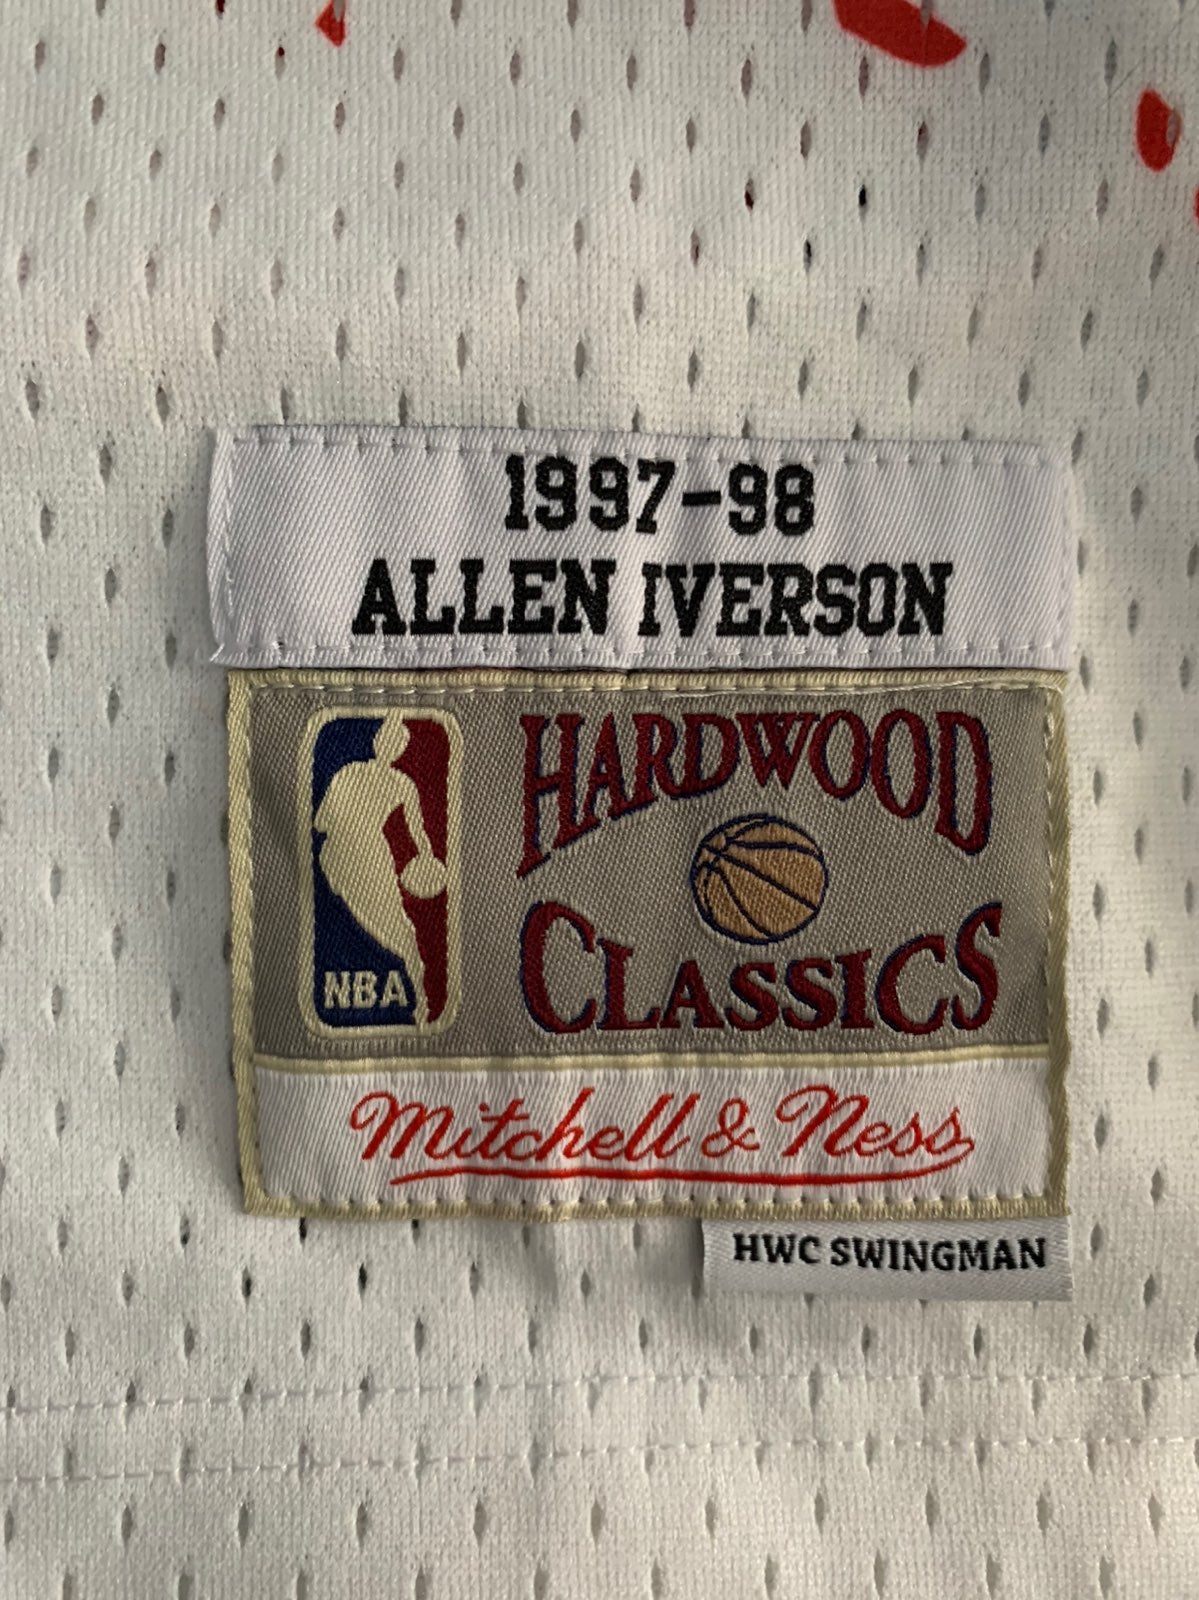 1997-98
ALLEN IVERSON
HARDWOOD
CLASSICS
NBA
Mitchell & Ness
HWC SWINGMAN